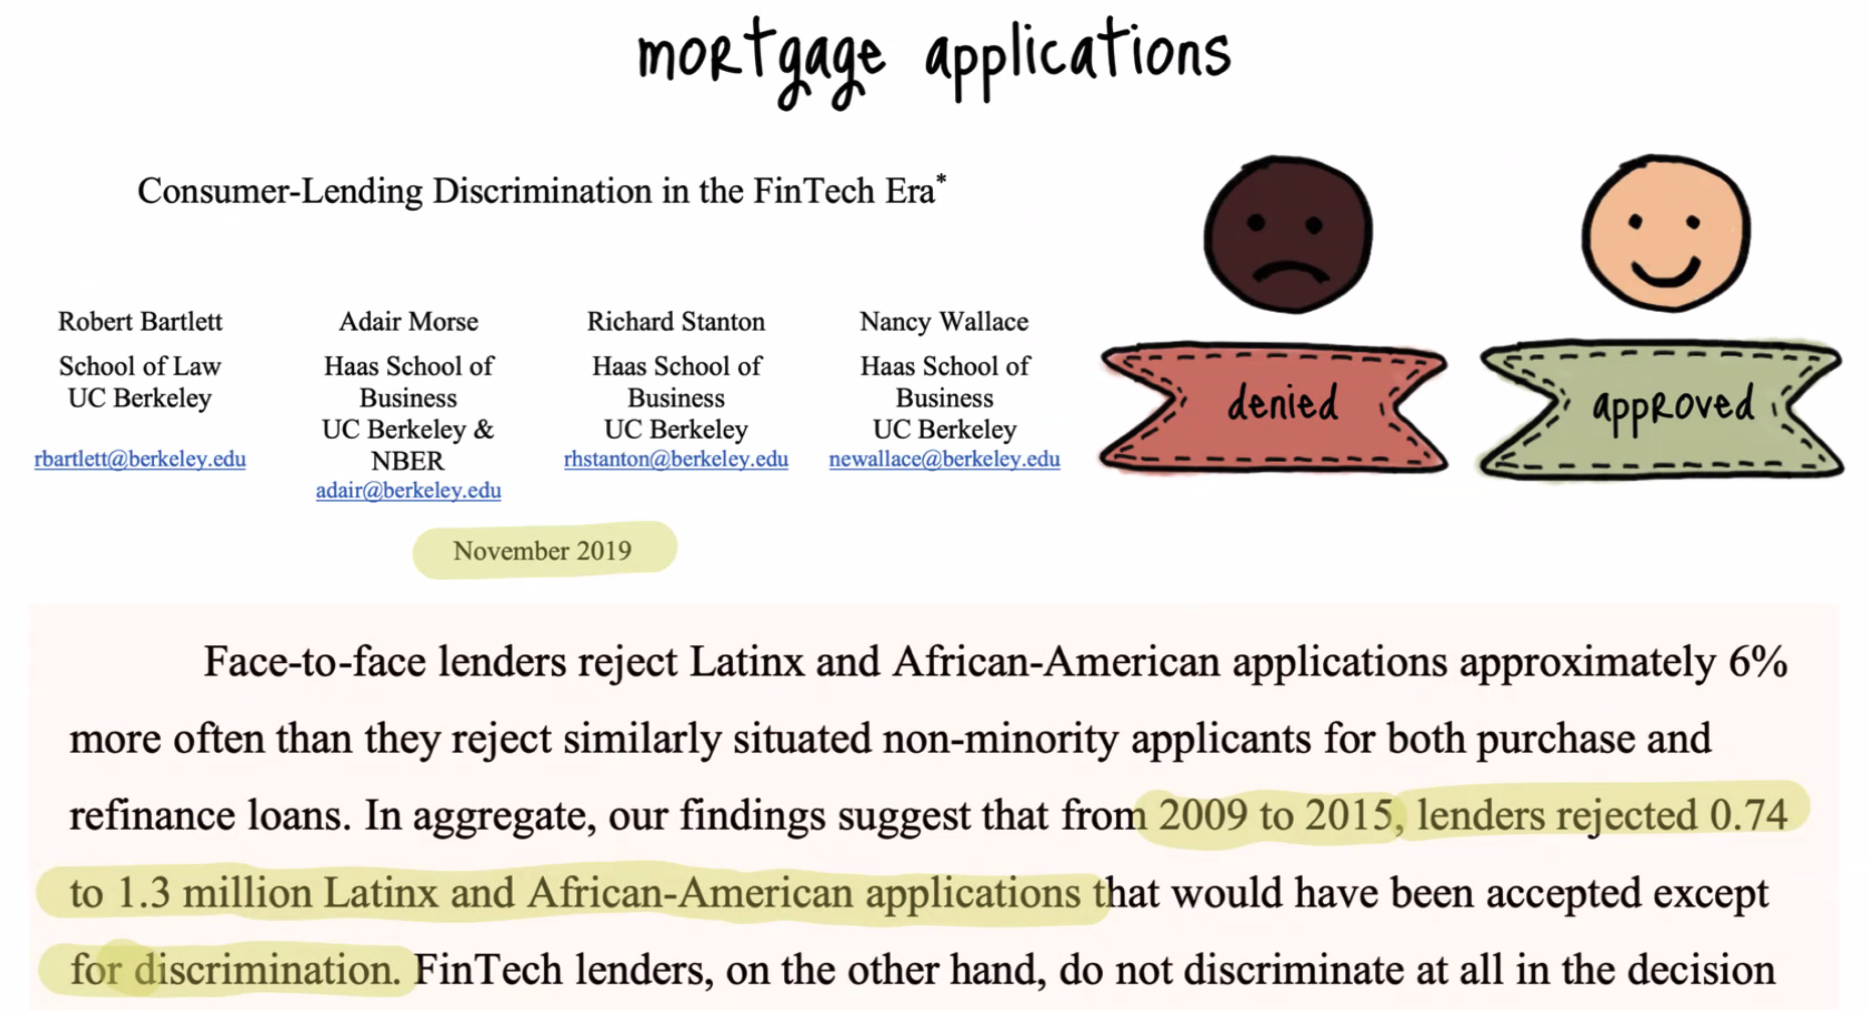 mortgage applications
Consumer-Lending Discrimination in the FinTech Era*
Robert Bartlett
School of Law
UC Berkeley
rbartlett@berkeley.edu
Adair Morse
Haas School of
Business
UC Berkeley &
NBER
adair@berkeley.edu
Richard Stanton
Haas School of
Business
UC Berkeley
rhstanton@berkeley.edu
Nancy Wallace
Haas School of
Business
UC Berkeley
newallace@berkeley.edu
November 2019
denied
approved
Face-to-face lenders reject Latinx and African-American applications approximately 6%
more often than they reject similarly situated non-minority applicants for both purchase and
refinance loans. In aggregate, our findings suggest that from 2009 to 2015, lenders rejected 0.74
to 1.3 million Latinx and African-American applications that would have been accepted except
for discrimination. FinTech lenders, on the other hand, do not discriminate at all in the decision